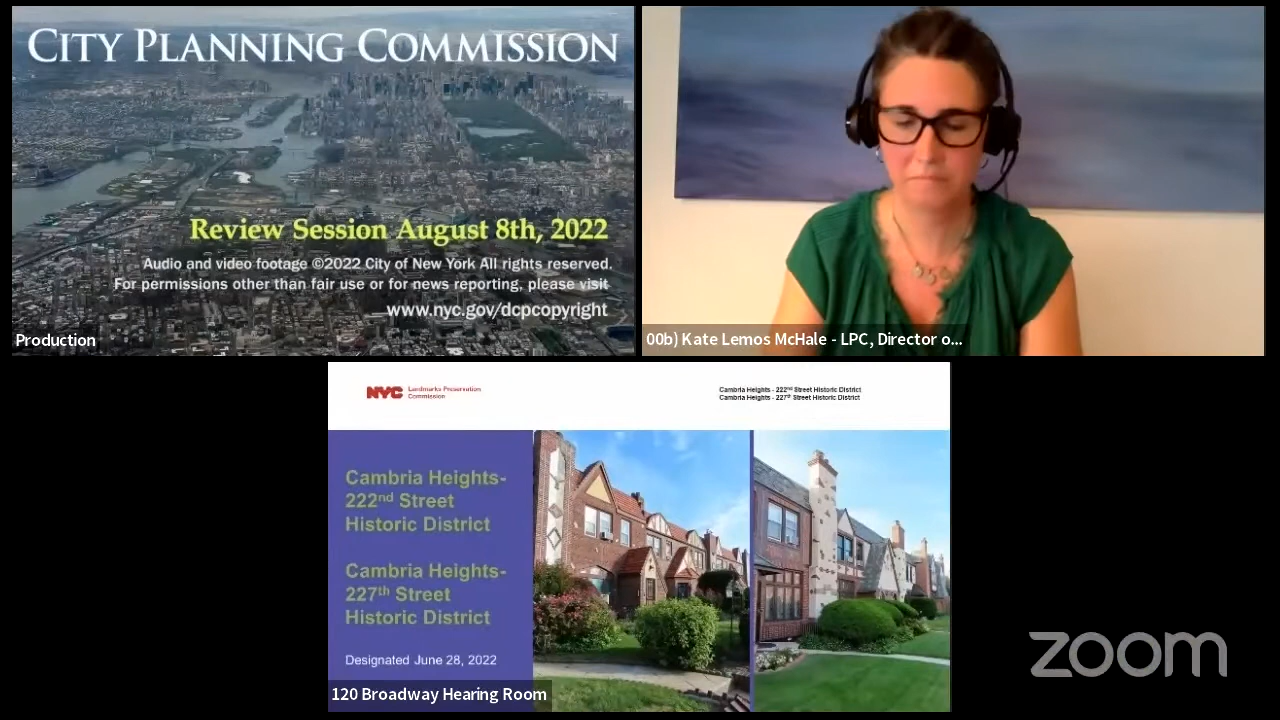 CITY PLANNING COMMISSION
Review Session August 8th, 2022
Audio and video footage ©2022 City of New York All rights reserved.
For permissions other than fair use or for news reporting, please visit
www.nyc.gov/dcpcopyright
Production
00b) Kate Lemos McHale - LPC, Director o...
NYC Landmarks Preservation
Commission
Cambria Heights - 222nd Street Historic District
Cambria Heights - 227th Street Historic District
Cambria Heights-
222nd Street
Historic District
Cambria Heights-
227th Street
Historic District
Designated June 28, 2022
120 Broadway Hearing Room
zoom